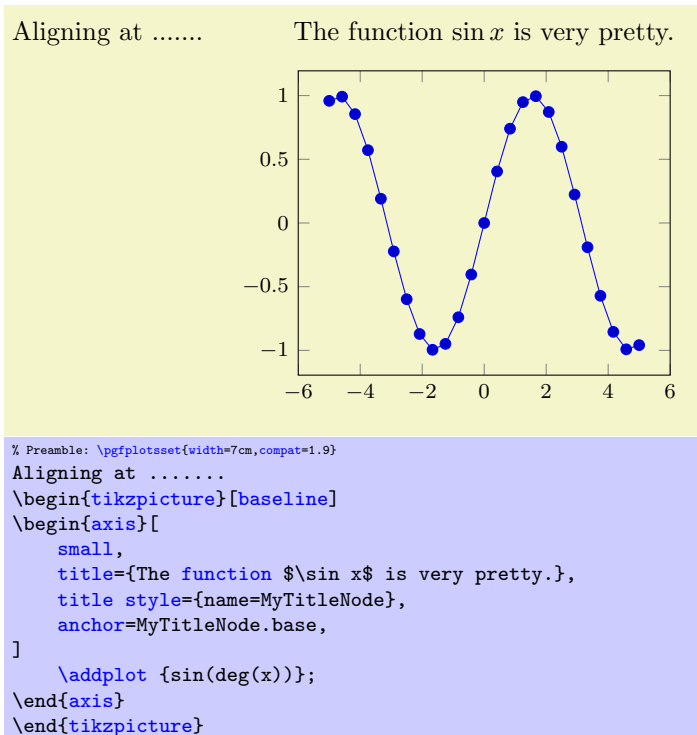 Aligning at ....... The function sin x is very pretty.
1
0.5
0
−0.5
−1
−6 −4 −2 0 2 4 6
% Preamble: \pgfplotsset{width=7cm,compat=1.9}
Aligning at .......
\begin{tikzpicture}[baseline]
\begin{axis}[
    small,
    title={The function $\sin x$ is very pretty.},
    title style={name=MyTitleNode},
    anchor=MyTitleNode.base,
]
    \addplot {sin(deg(x))};
\end{axis}
\end{tikzpicture}